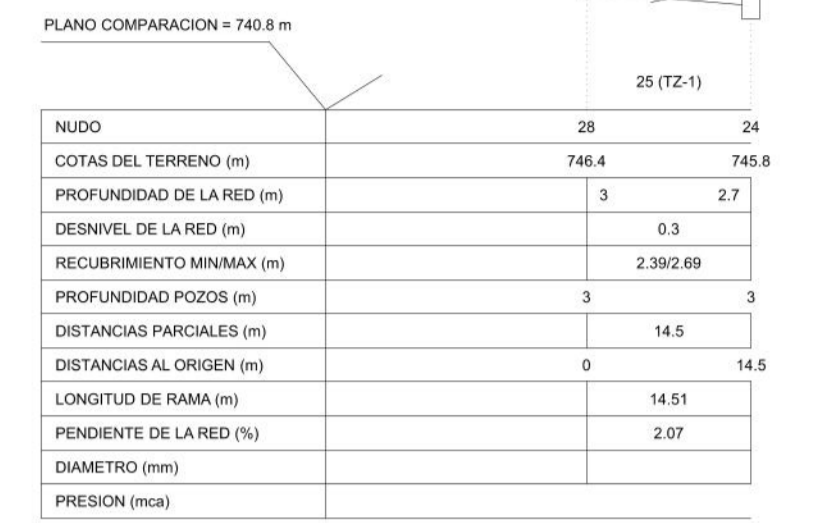 PLANO COMPARACION = 740.8 m
25 (TZ-1)
NUDO 28 24
COTAS DEL TERRENO (m) 746.4 745.8
PROFUNDIDAD DE LA RED (m) 3 2.7
DESNIVEL DE LA RED (m) 0.3
RECUBRIMIENTO MIN/MAX (m) 2.39/2.69
PROFUNDIDAD POZOS (m) 3 3
DISTANCIAS PARCIALES (m) 14.5
DISTANCIAS AL ORIGEN (m) 0 14.5
LONGITUD DE RAMA (m) 14.51
PENDIENTE DE LA RED (%) 2.07
DIAMETRO (mm)
PRESION (mca)